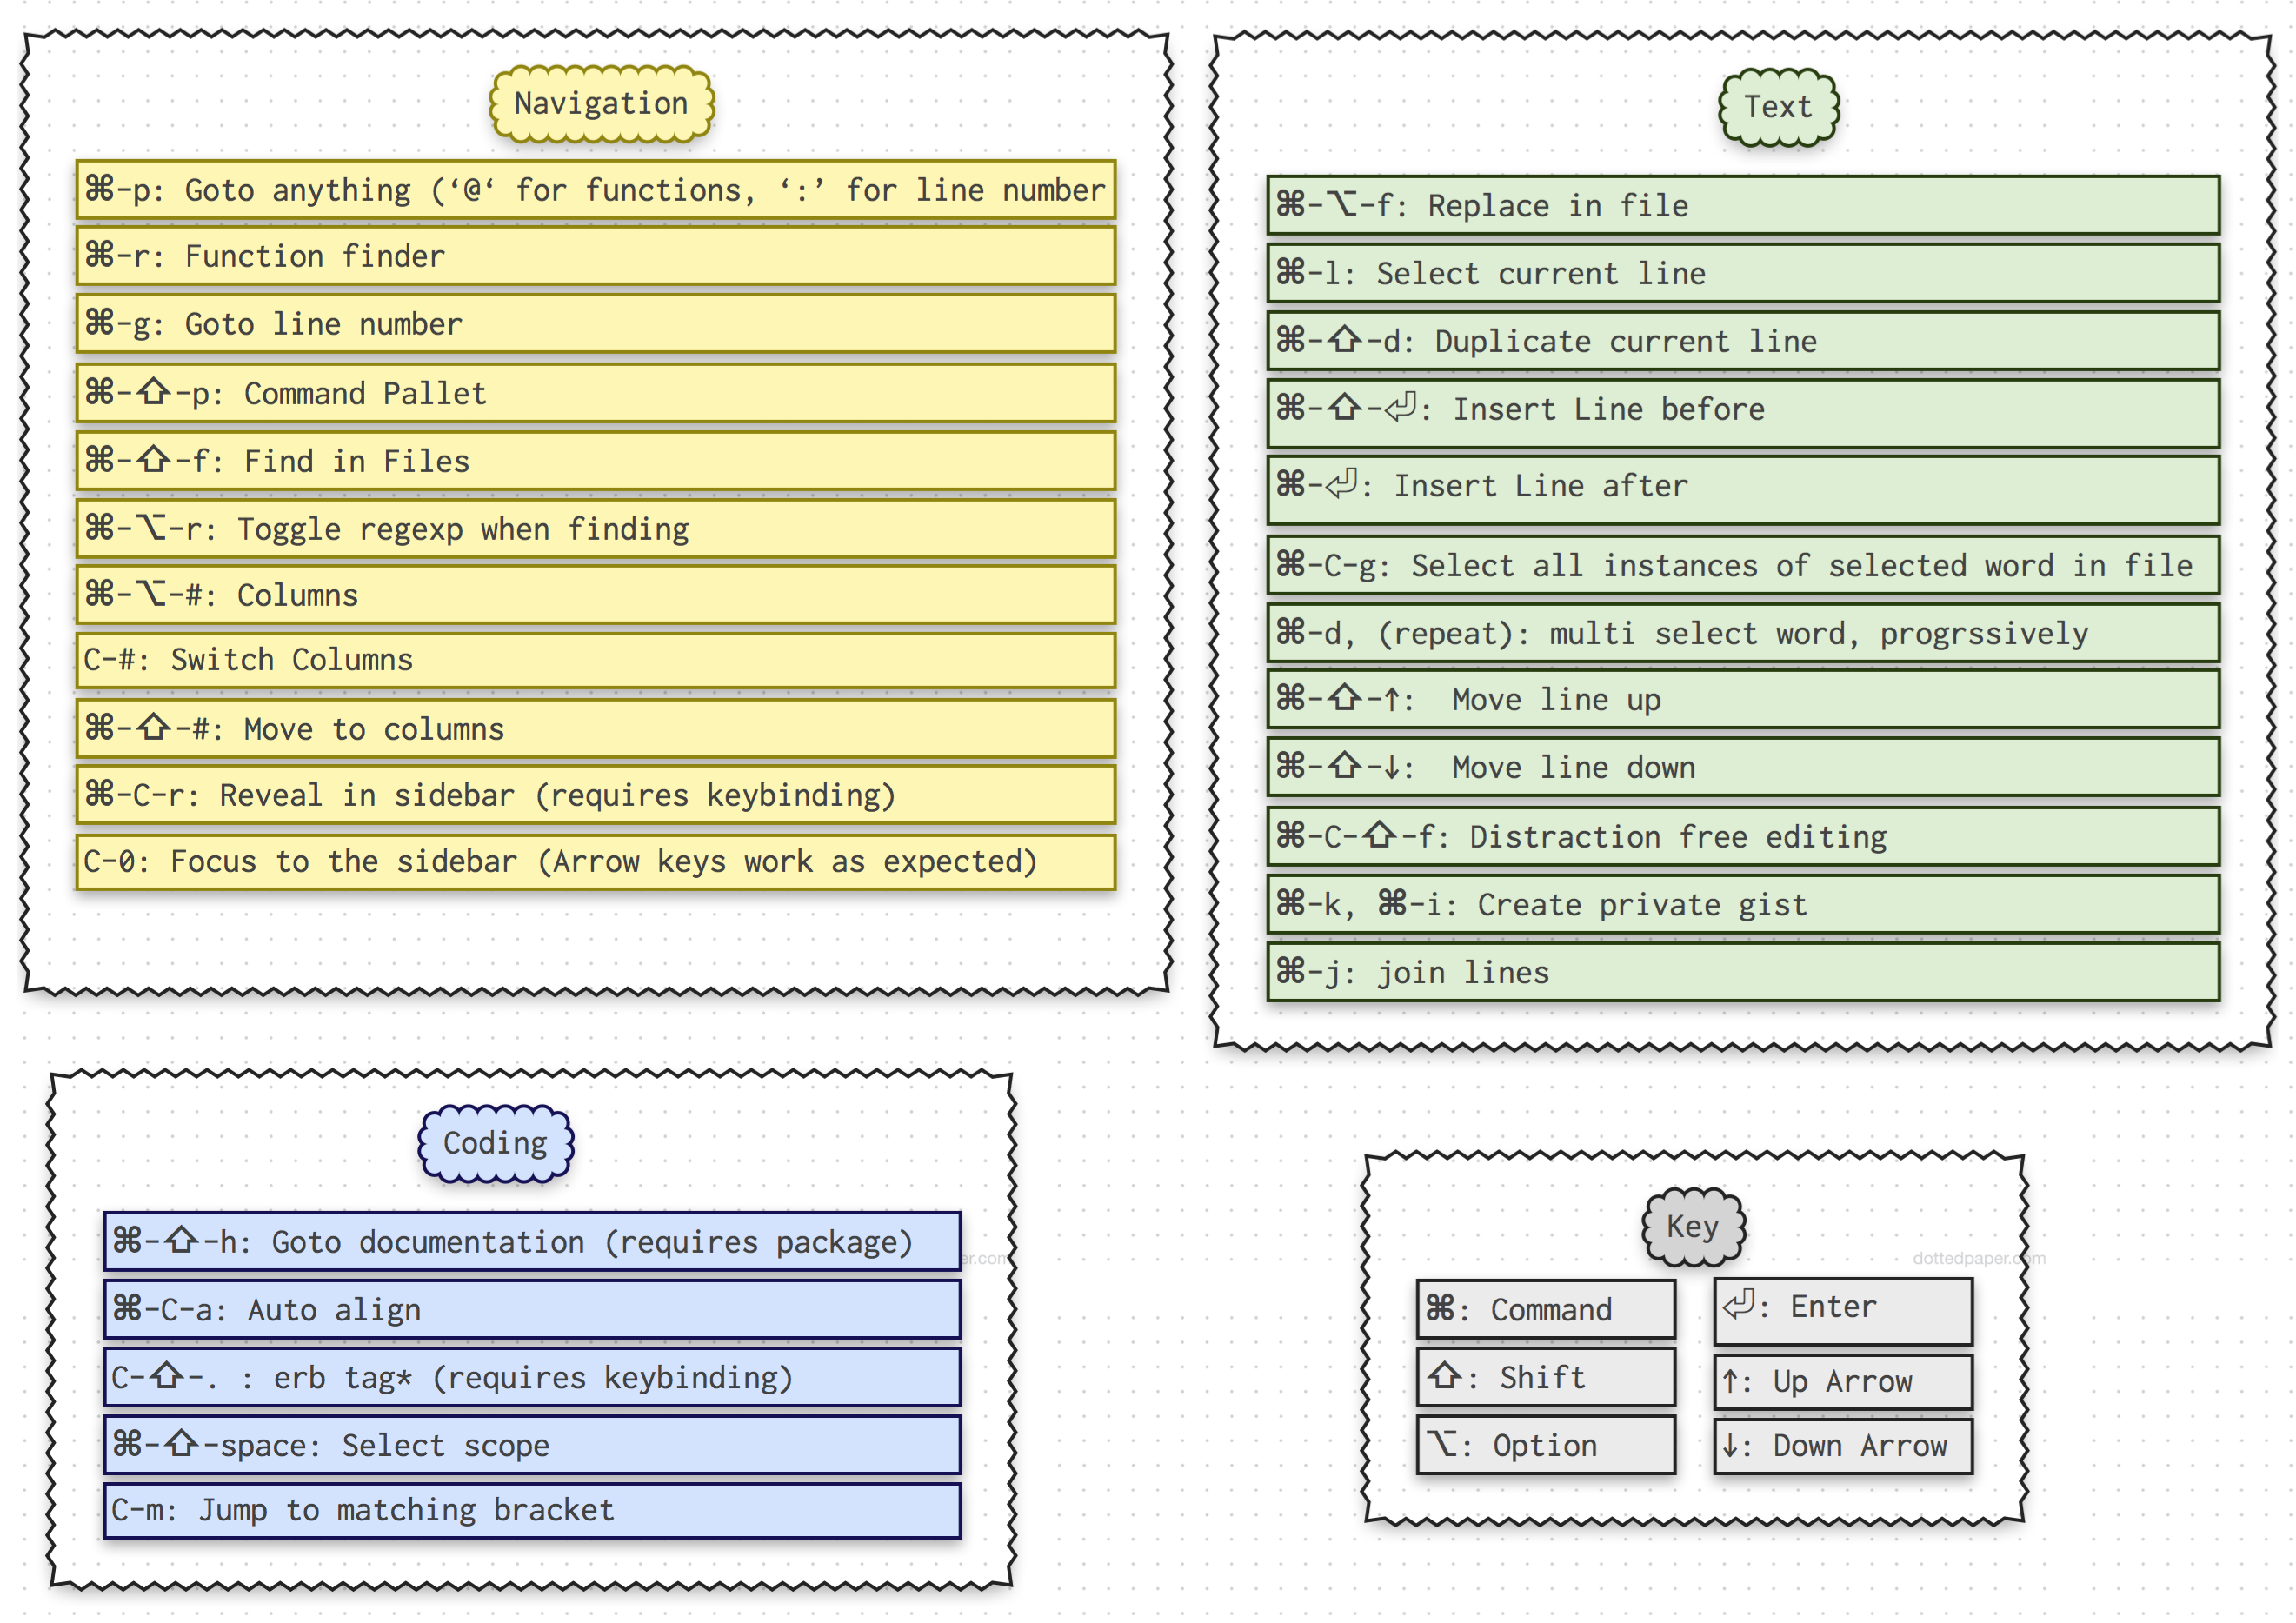 Navigation
⌘-p: Goto anything (‘@‘ for functions, ‘:’ for line number
⌘-r: Function finder
⌘-g: Goto line number
⌘-⇧-p: Command Pallet
⌘-⇧-f: Find in Files
⌘-⌥-r: Toggle regexp when finding
⌘-⌥-#: Columns
C-#: Switch Columns
⌘-⇧-#: Move to columns
⌘-C-r: Reveal in sidebar (requires keybinding)
C-0: Focus to the sidebar (Arrow keys work as expected)
Text
⌘-⌥-f: Replace in file
⌘-l: Select current line
⌘-⇧-d: Duplicate current line
⌘-⇧-⏎: Insert Line before
⌘-⏎: Insert Line after
⌘-C-g: Select all instances of selected word in file
⌘-d, (repeat): multi select word, progrssively
⌘-⇧-↑:  Move line up
⌘-⇧-↓:  Move line down
⌘-C-⇧-f: Distraction free editing
⌘-k, ⌘-i: Create private gist
⌘-j: join lines
Coding
⌘-⇧-h: Goto documentation (requires package)
⌘-C-a: Auto align
C-⇧-. : erb tag* (requires keybinding)
⌘-⇧-space: Select scope
C-m: Jump to matching bracket
er.com
Key
dottedpaper.com
⌘: Command
⇧: Shift
⌥: Option
⏎: Enter
↑: Up Arrow
↓: Down Arrow